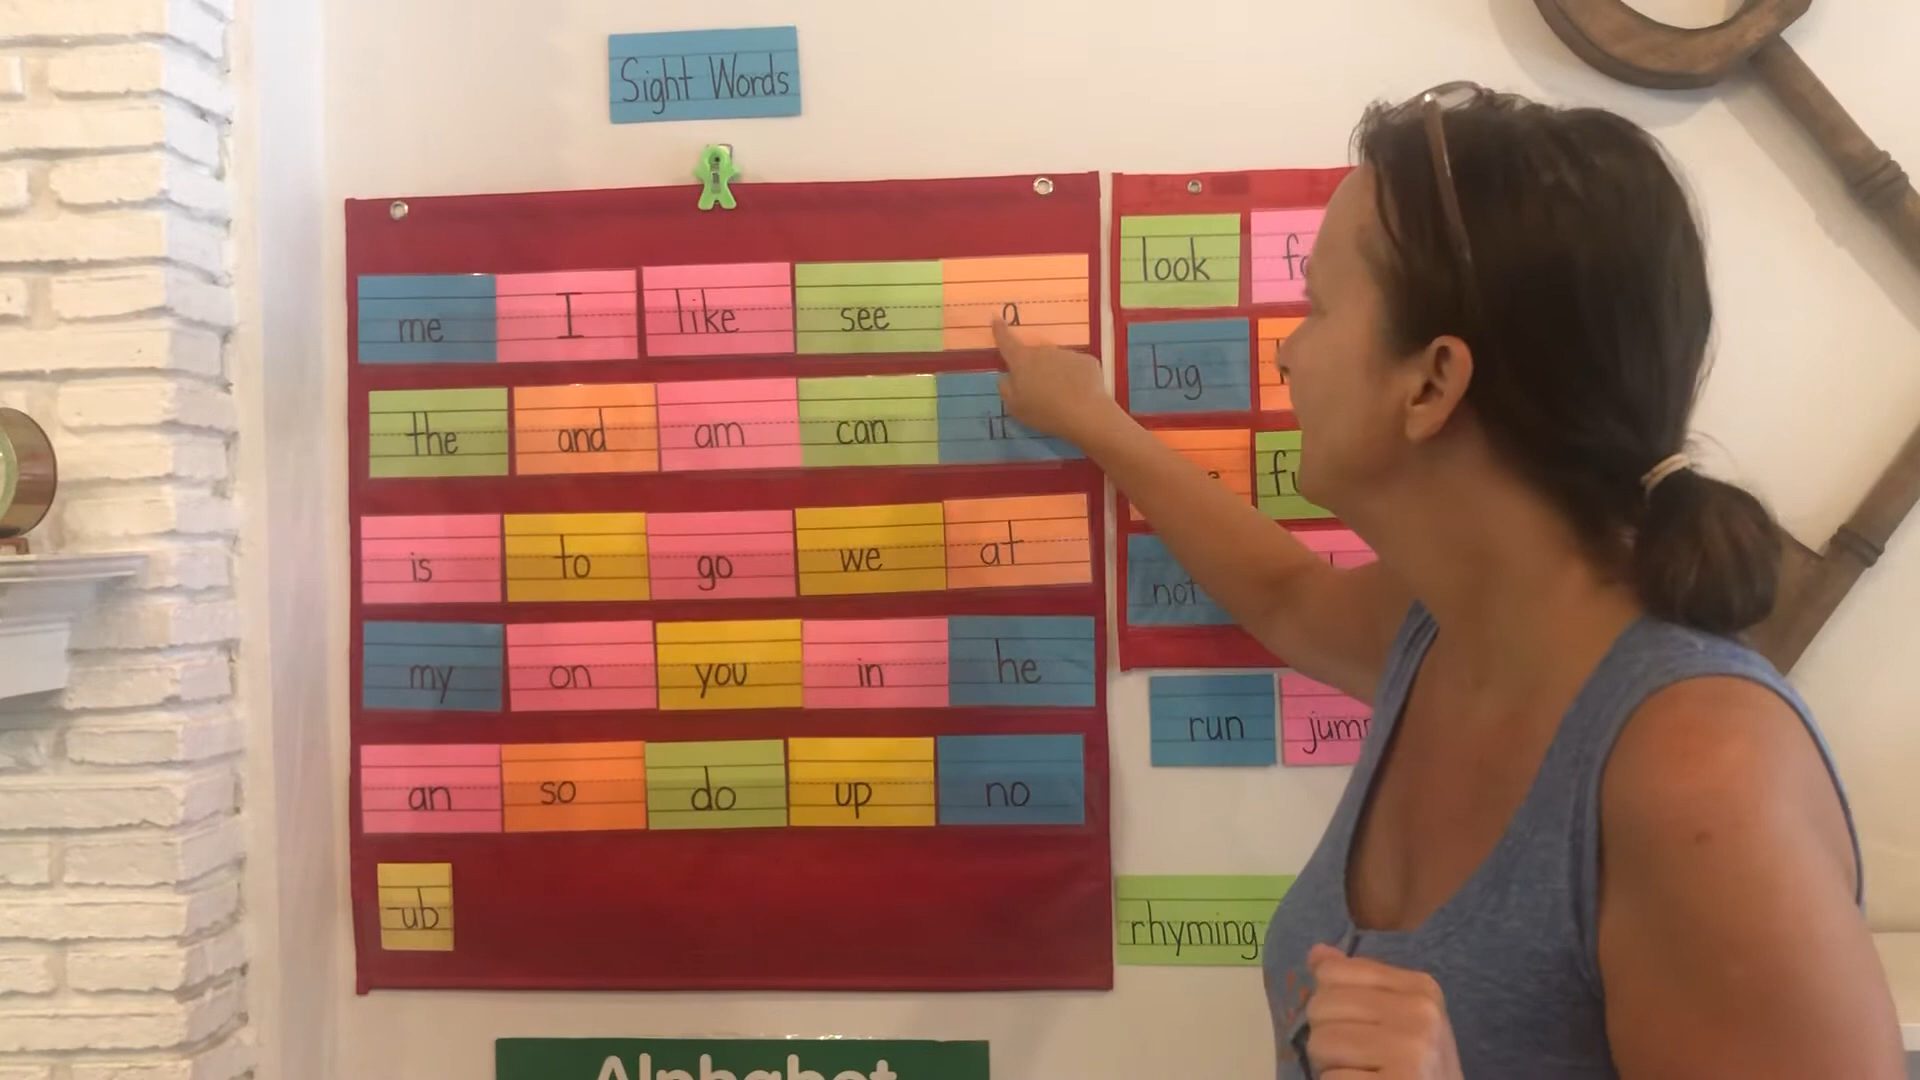 Sight Words
me I like see a
the and am can it
is to go we at
my on you in he
an so do up no
-ub
look
big
not
run
rhyming
Alphabet